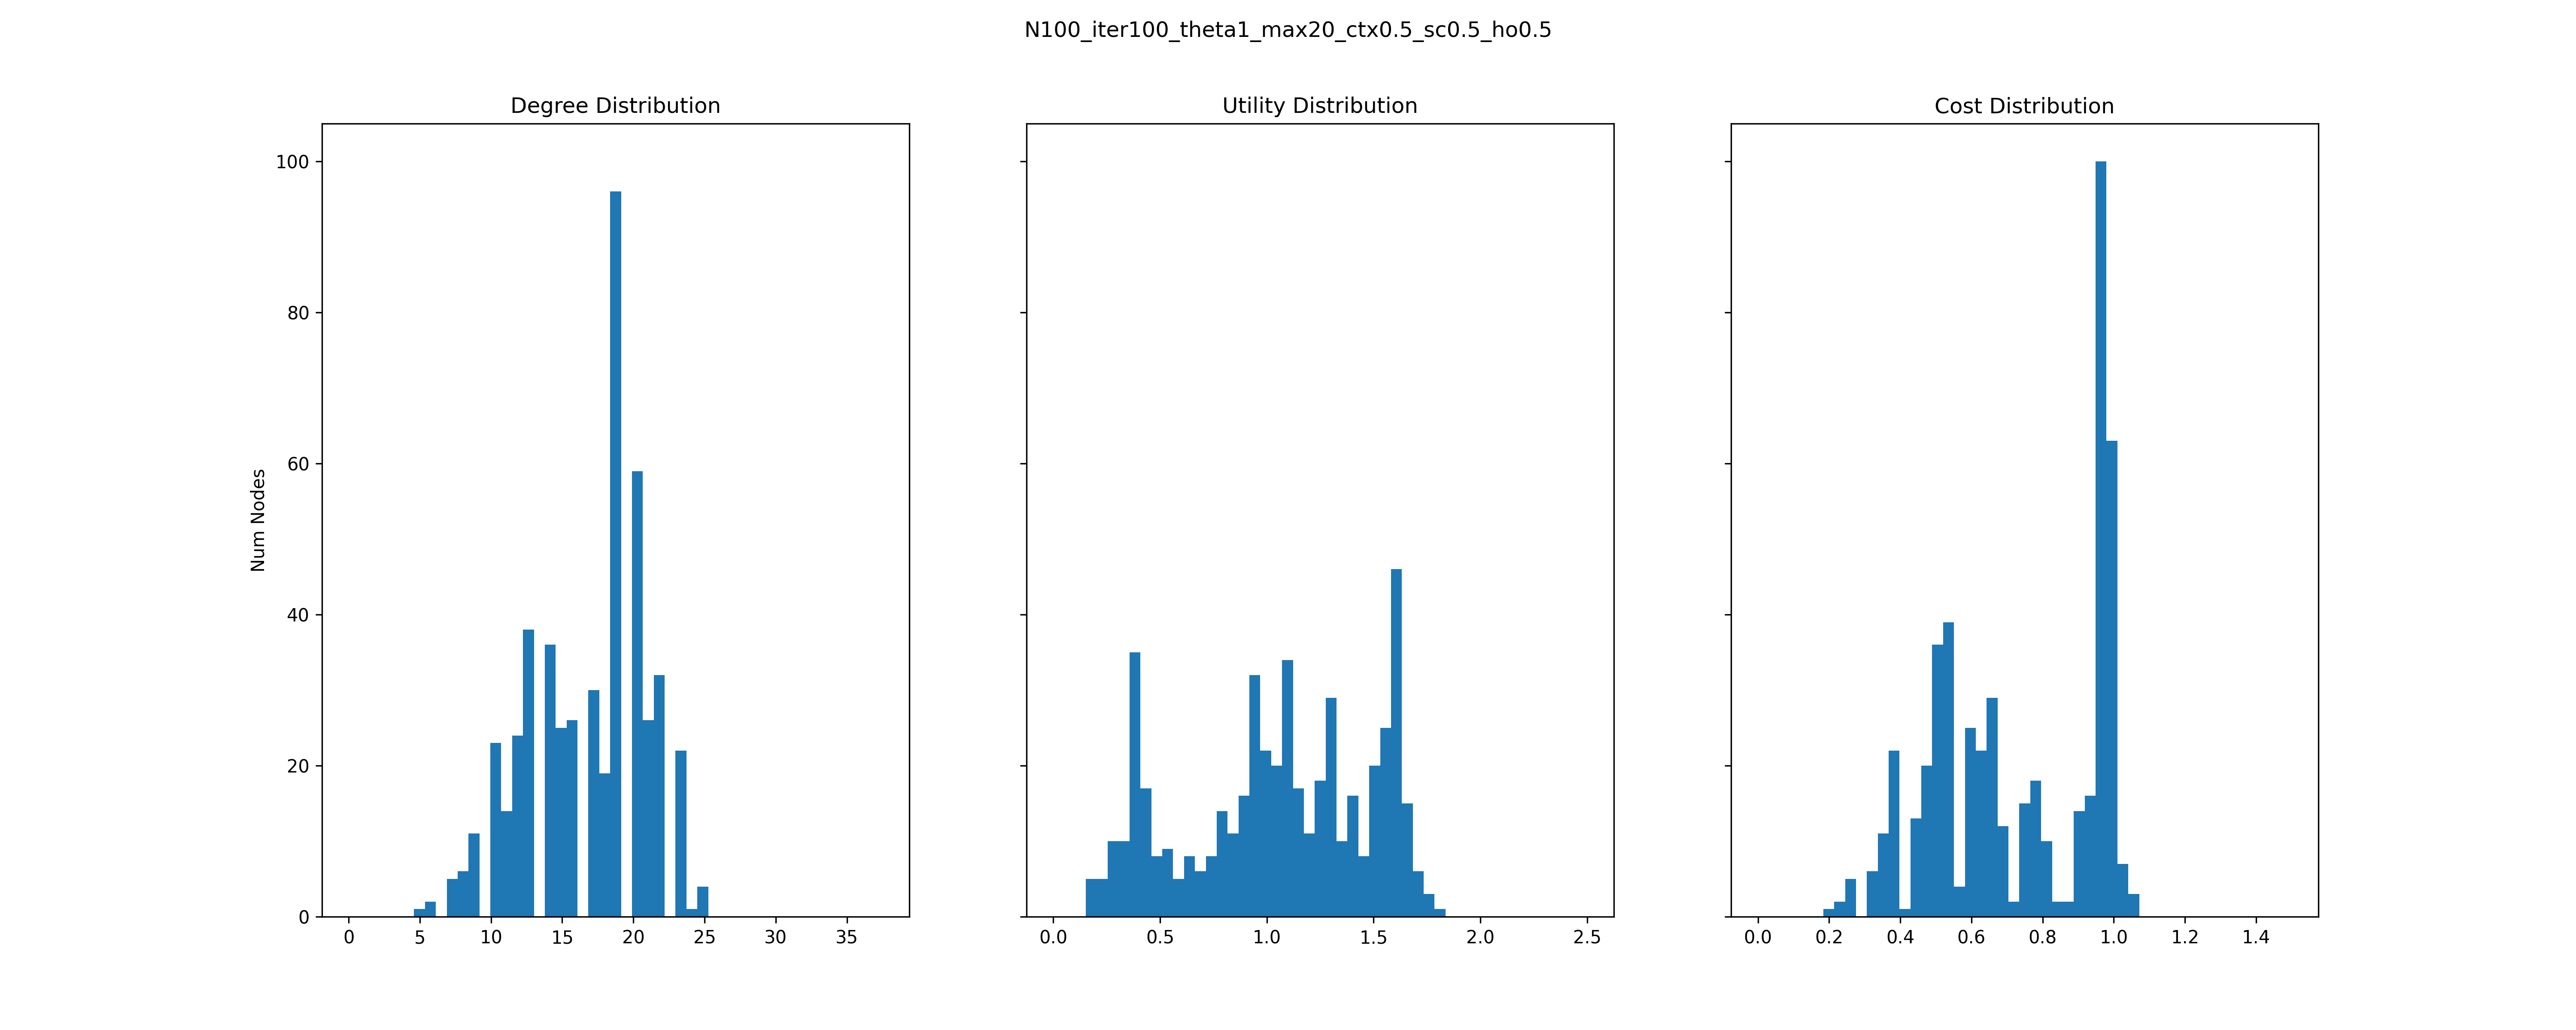 N100_iter100_theta1_max20_ctx0.5_sc0.5_ho0.5
Degree Distribution
Utility Distribution
Cost Distribution
Num Nodes
100
80
60
40
20
0
0 5 10 15 20 25 30 35
0.0 0.5 1.0 1.5 2.0 2.5
0.0 0.2 0.4 0.6 0.8 1.0 1.2 1.4